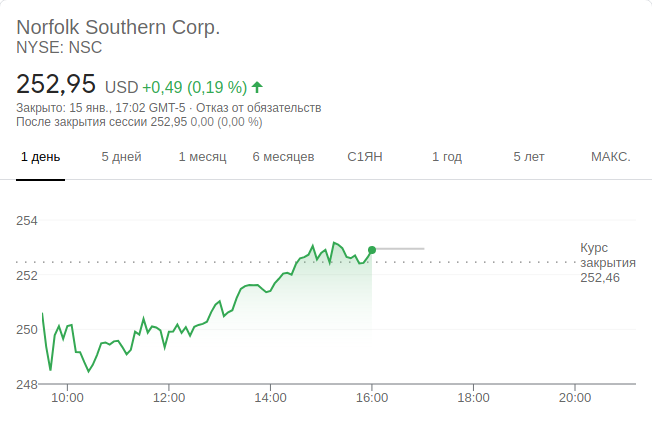 Norfolk Southern Corp.
NYSE: NSC
252,95 USD +0,49 (0,19 %)
Закрыто: 15 янв., 17:02 GMT-5 · Отказ от обязательств
После закрытия сессии 252,95 0,00 (0,00 %)
1 день 5 дней 1 месяц 6 месяцев С1ЯН 1 год 5 лет МАКС.
254
Курс
закрытия
252,46
252
250
248
10:00 12:00 14:00 16:00 18:00 20:00